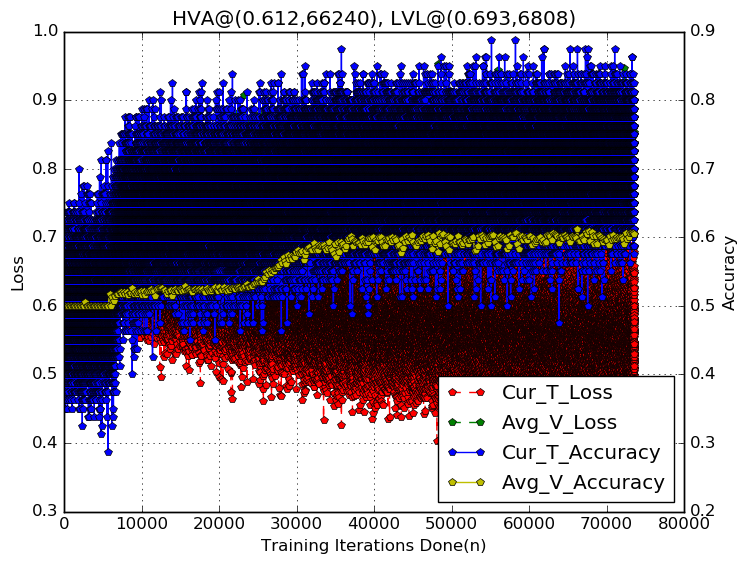 HVA@(0.612,66240), LVL@(0.693,6808)
1.0
0.9
0.8
0.7
0.6
0.5
0.4
0.3
Loss
0.9
0.8
0.7
0.6
0.5
0.4
0.3
0.2
Accuracy
Cur_T_Loss
Avg_V_Loss
Cur_T_Accuracy
Avg_V_Accuracy
0 10000 20000 30000 40000 50000 60000 70000 80000
Training Iterations Done(n)